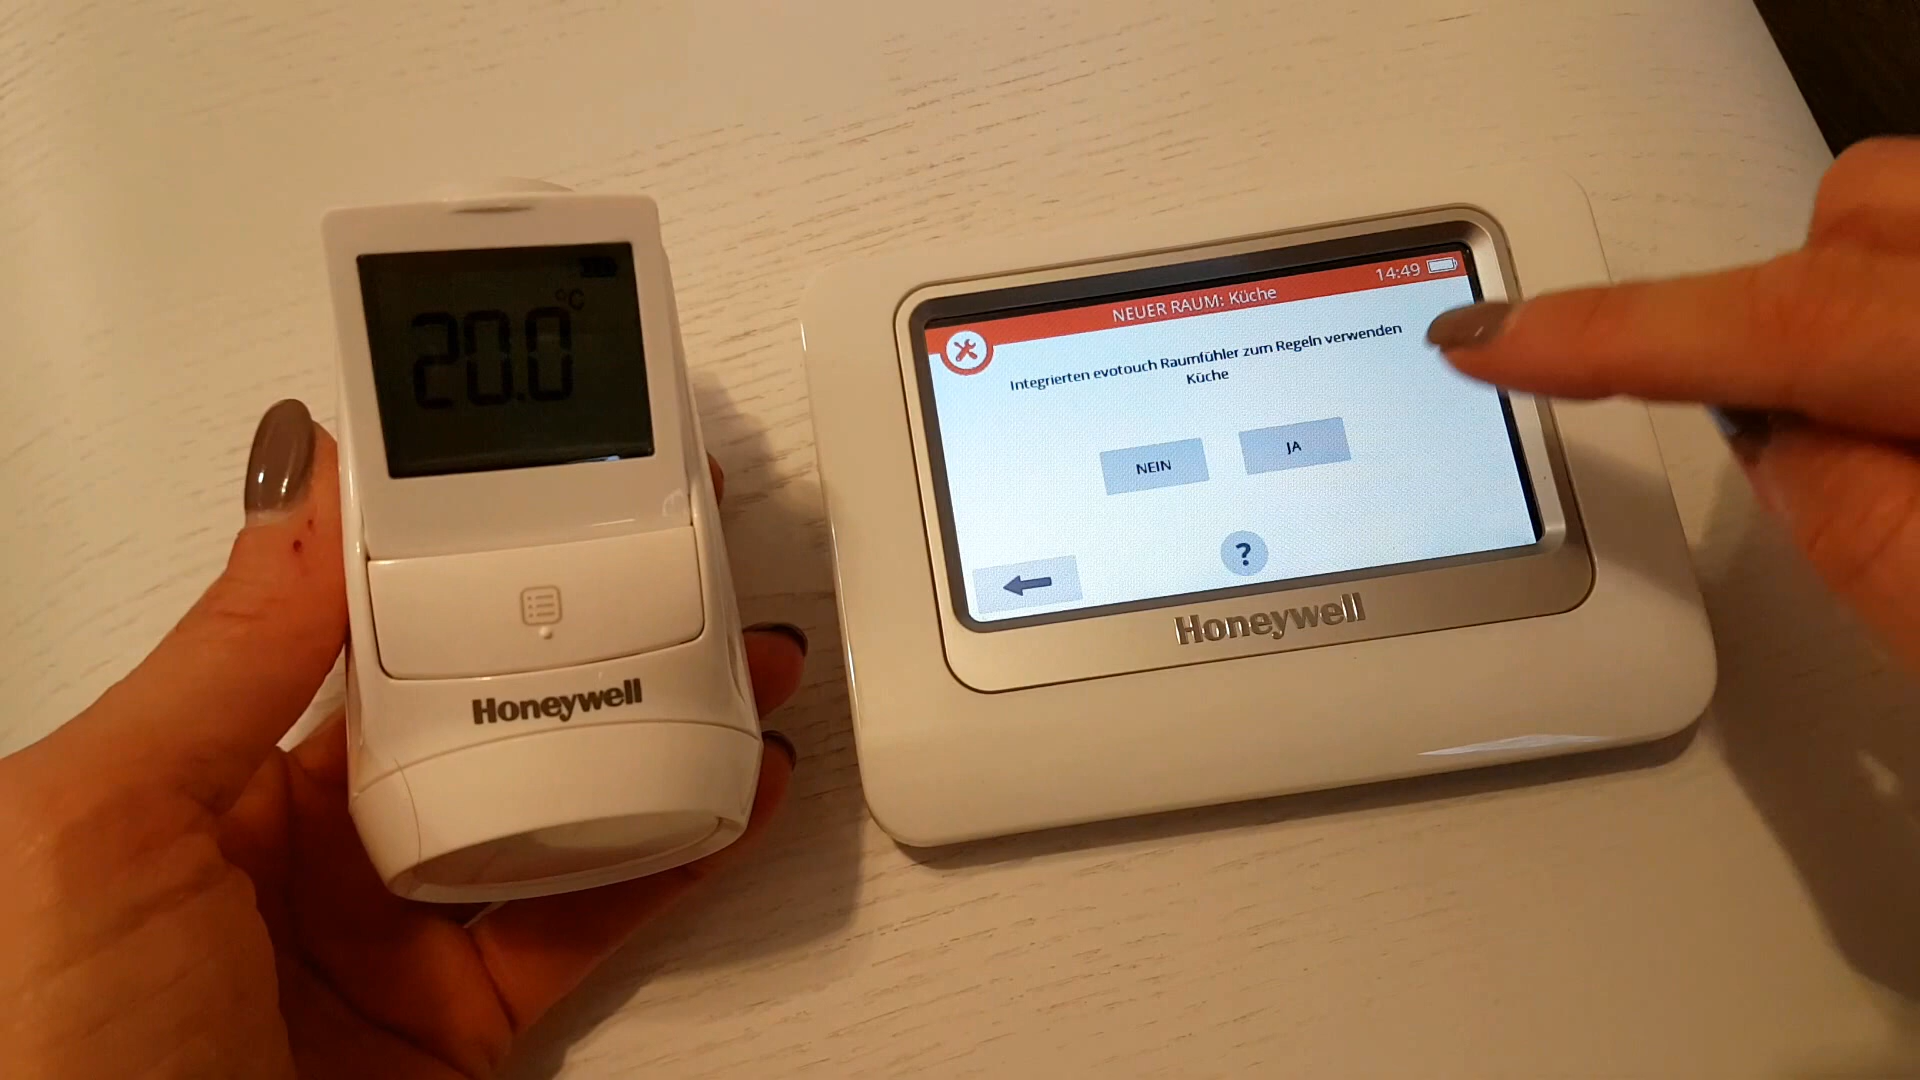 20.0 °C
Honeywell
NEUER RAUM: Küche 14:49
Integrierten evotouch Raumfühler zum Regeln verwenden
Küche
NEIN JA
?
Honeywell